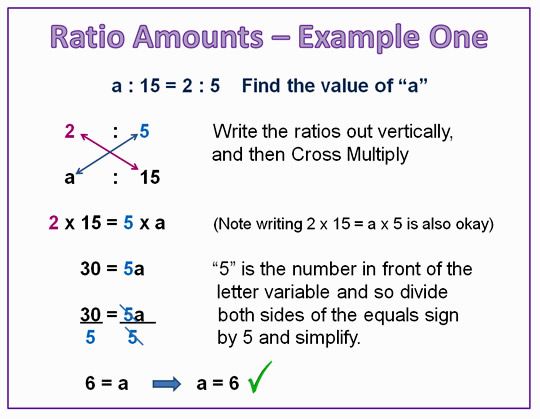 Ratio Amounts – Example One
a : 15 = 2 : 5 Find the value of “a”
2 : 5 Write the ratios out vertically,
and then Cross Multiply
a : 15
2 x 15 = 5 x a (Note writing 2 x 15 = a x 5 is also okay)
30 = 5a “5” is the number in front of the
letter variable and so divide
30 = 5a both sides of the equals sign
5 5 by 5 and simplify.
6 = a a = 6